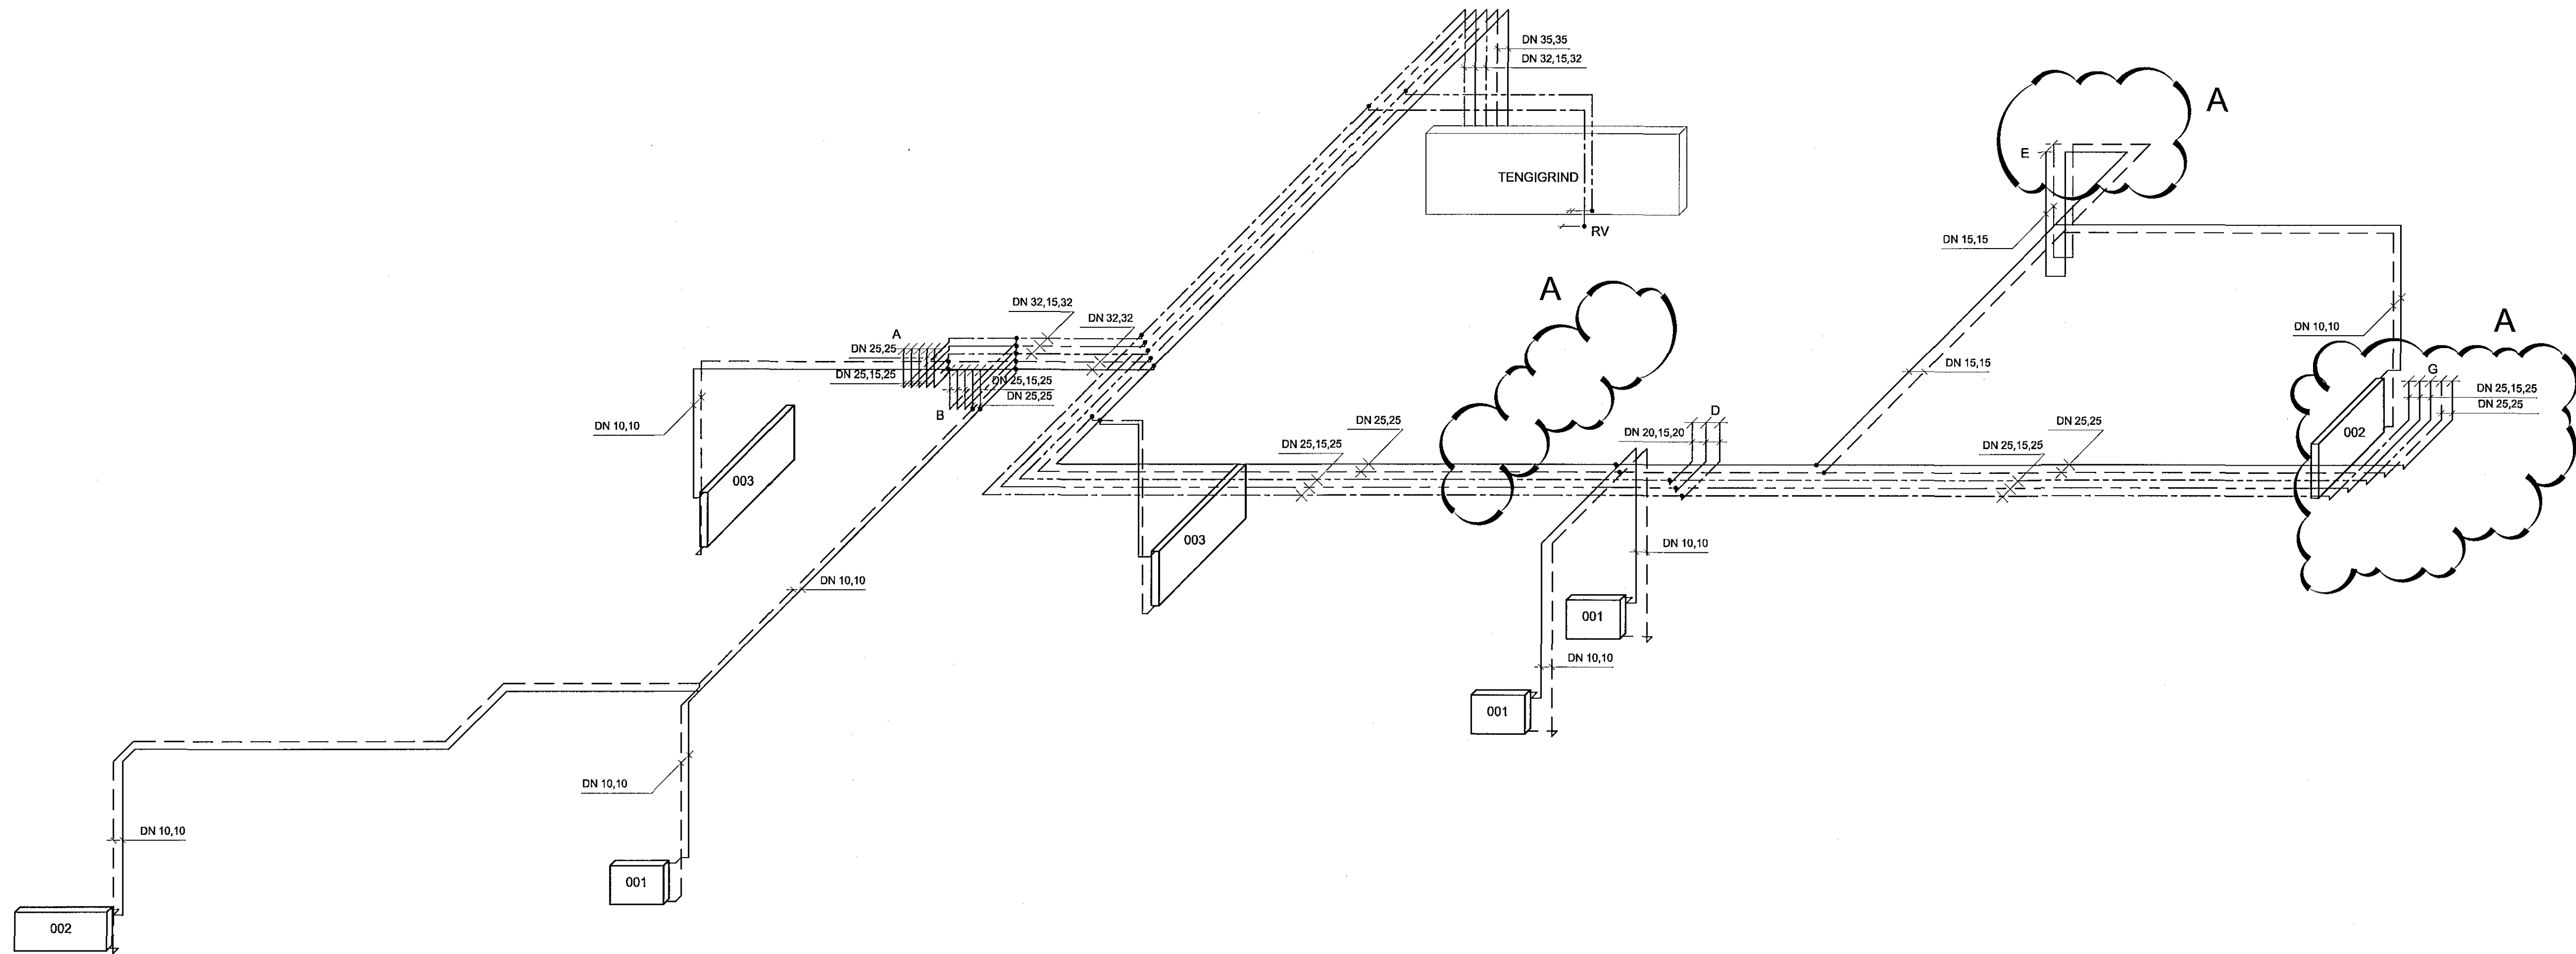 DN 35,35
DN 32,15,32
A
E
TENGIGRIND
RV
DN 15,15
A
DN 32,15,32
DN 32,32
A
DN 25,25
DN 25,15,25
DN 25,15,25
DN 25,25
B
DN 10,10
A
DN 10,10
G
DN 25,15,25
DN 25,25
002
DN 15,15
D
DN 20,15,20
DN 25,25
DN 25,15,25
DN 25,25
DN 25,15,25
003
003
DN 10,10
DN 10,10
001
DN 10,10
001
DN 10,10
DN 10,10
001
002